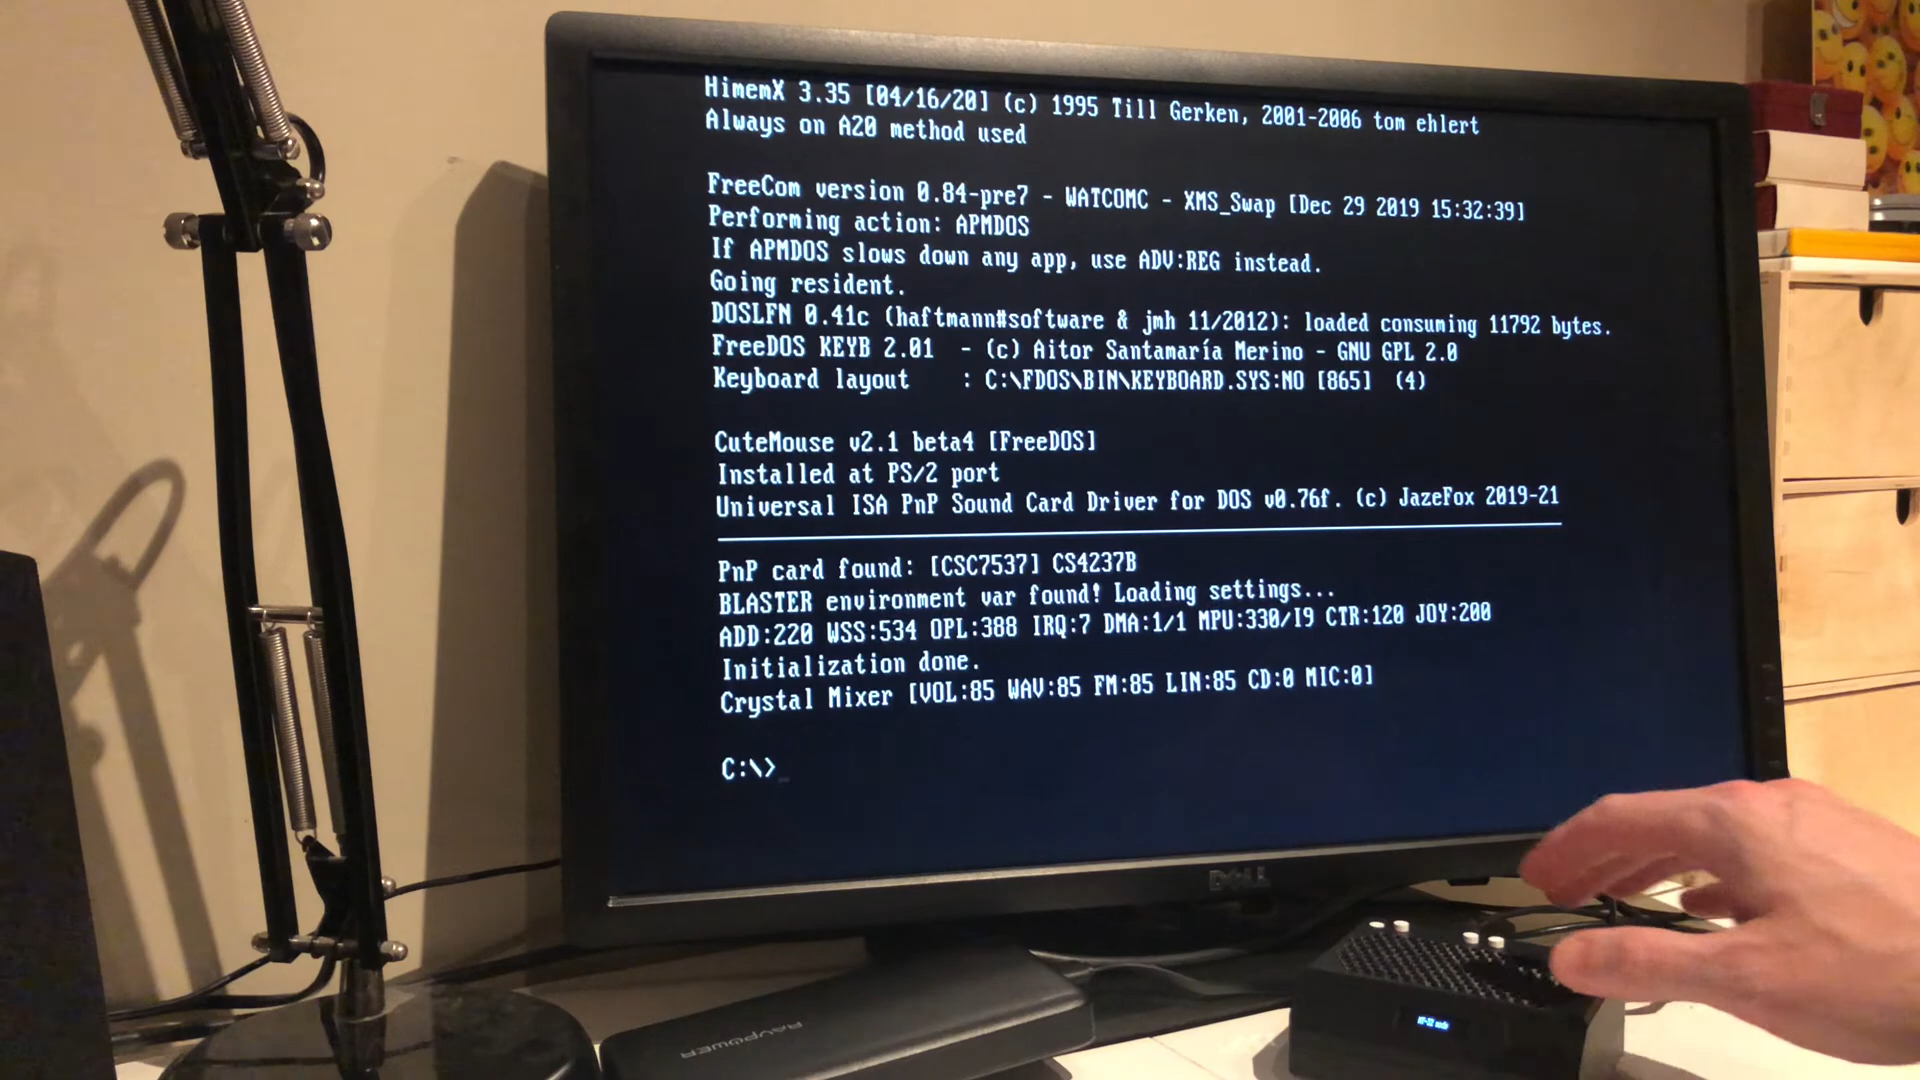 HimemX 3.35 [04/16/20] (c) 1995 Till Gerken, 2001-2006 tom ehlert
Always on A20 method used
FreeCom version 0.84-pre7 - WATCOMC - XMS_Swap [Dec 29 2019 15:32:39]
Performing action: APMDOS
If APMDOS slows down any app, use ADV:REG instead.
Going resident.
DOSLFN 0.41c (haftmann#software & jmh 11/2012): loaded consuming 11792 bytes.
FreeDOS KEYB 2.01  - (c) Aitor Santamaría Merino - GNU GPL 2.0
Keyboard layout    : C:\FDOS\BIN\KEYBOARD.SYS:NO [865]  (4)
CuteMouse v2.1 beta4 [FreeDOS]
Installed at PS/2 port
Universal ISA PnP Sound Card Driver for DOS v0.76f. (c) JazeFox 2019-21
PnP card found: [CSC7537] CS4237B
BLASTER environment var found! Loading settings...
ADD:220 WSS:534 OPL:388 IRQ:7 DMA:1/1 MPU:330/I9 CTR:120 JOY:200
Initialization done.
Crystal Mixer [VOL:85 WAV:85 FM:85 LIN:85 CD:0 MIC:0]
C:\>_
DELL
RAVPOWER
MT-32 mode